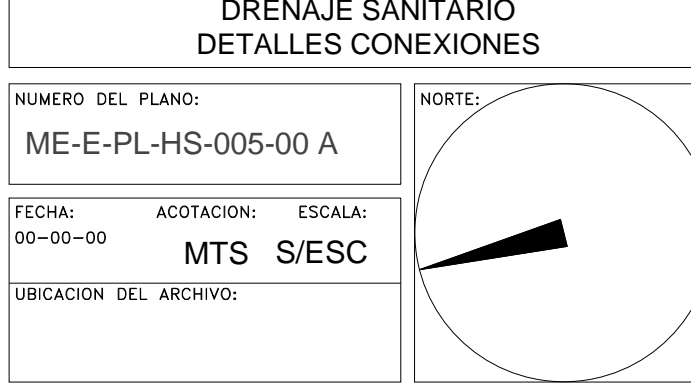 DRENAJE SANITARIO
DETALLES CONEXIONES
NUMERO DEL PLANO:
ME-E-PL-HS-005-00 A
NORTE:
FECHA: ACOTACION: ESCALA:
00-00-00 MTS S/ESC
UBICACION DEL ARCHIVO: